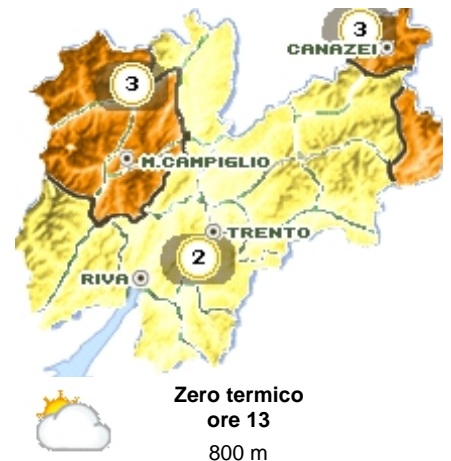 3
CANAZEI
3
M.CAMPIGLIO
TRENTO
2
RIVA
Zero termico
ore 13
800 m